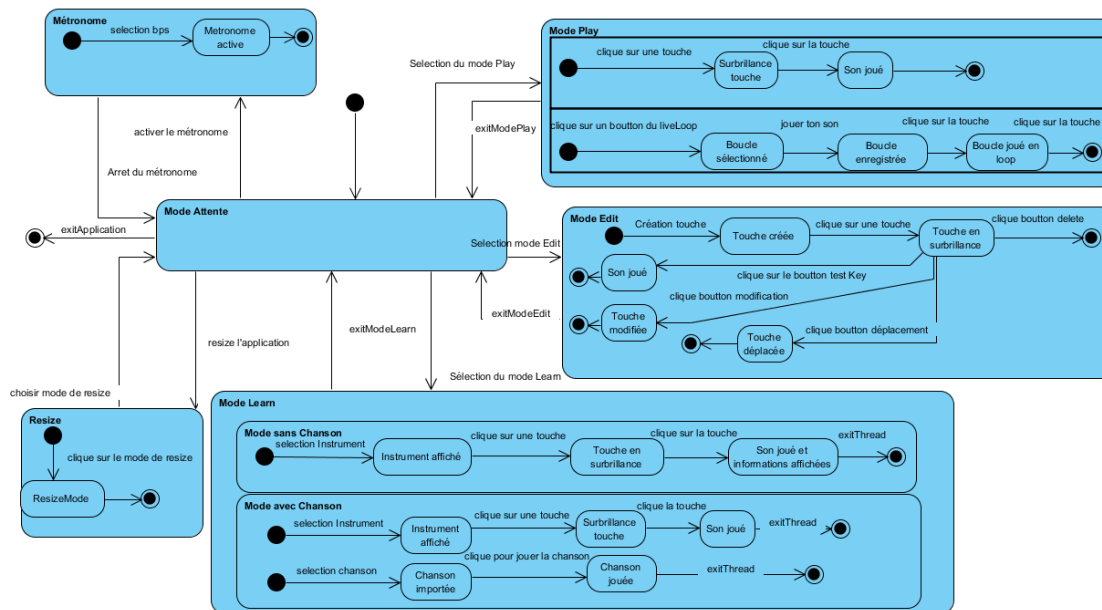 Métronome
selection bps
Metronome
active
Mode Play
clique sur une touche
clique sur la touche
Surbrillance
touche
Son joué
Selection du mode Play
exitModePlay
activer le métronome
Arret du métronome
clique sur un boutton du liveLoop
jouer ton son
clique sur la touche
clique sur la touche
Boucle
sélectionné
Boucle
enregistrée
Boucle joué en
loop
Mode Attente
exitApplication
Selection mode Edit
Mode Edit
Création touche
clique sur une touche
clique boutton delete
Touche créée
Touche en
surbrillance
Son joué
clique sur le boutton test Key
clique boutton modification
Touche
modifiée
clique boutton déplacement
Touche
déplacée
exitModeEdit
exitModeLearn
resize l'application
choisir mode de resize
Sélection du mode Learn
Resize
clique sur le mode de resize
ResizeMode
Mode Learn
Mode sans Chanson
selection Instrument
clique sur une touche
clique sur la touche
exitThread
Instrument affiché
Touche en
surbrillance
Son joué et
informations affichées
Mode avec Chanson
selection Instrument
clique sur une touche
clique la touche
exitThread
Instrument
affiché
Surbrillance
touche
Son joué
selection chanson
clique pour jouer la chanson
exitThread
Chanson
importée
Chanson
jouée